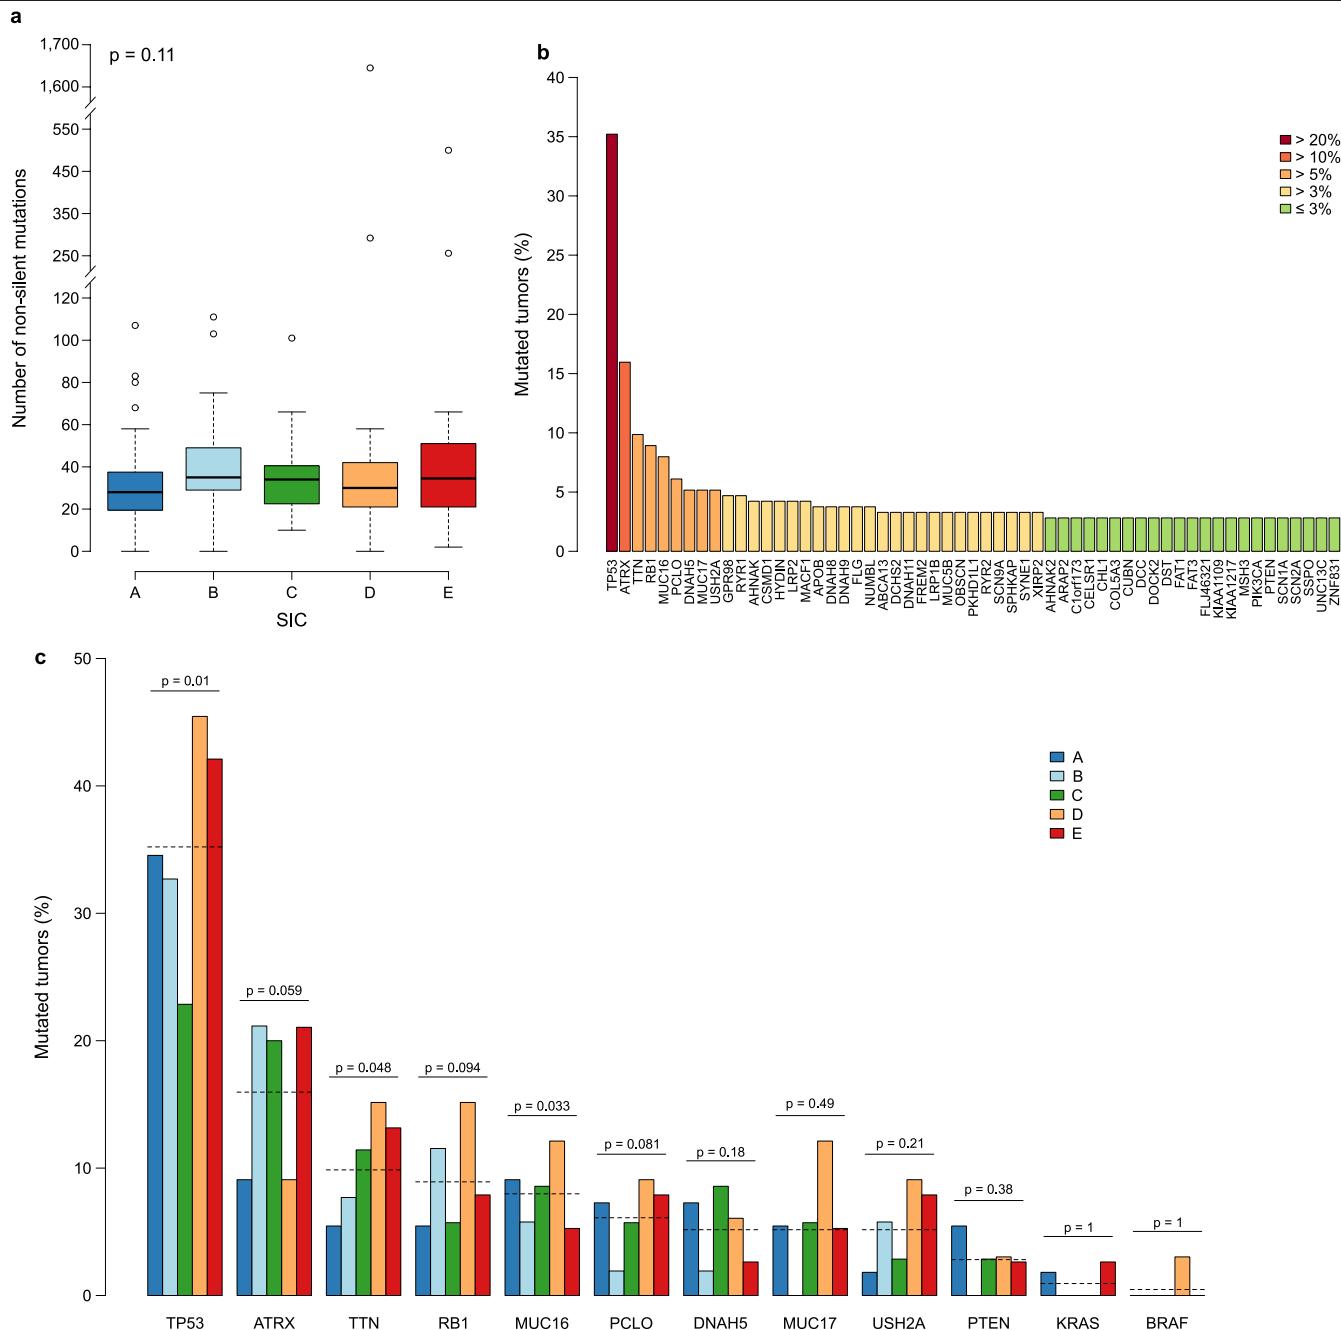 a
p = 0.11
Number of non-silent mutations
1,700
1,600
550
450
350
250
120
100
80
60
40
20
0
A B C D E
SIC
b
Mutated tumors (%)
40
35
30
25
20
15
10
5
0
> 20%
> 10%
> 5%
> 3%
≤ 3%
TP53
ATRX
TTN
RB1
MUC16
PCLO
DNAH5
MUC17
USH2A
GPR98
RYR1
AHNAK
CSMD1
HYDIN
LRP2
MACF1
APOB
DNAH8
DNAH9
FLG
NUMBL
ABCA13
DCHS2
DNAH11
FREM2
LRP1B
MUC5B
OBSCN
PKHD1L1
RYR2
SCN9A
SPHKAP
SYNE1
XIRP2
AHNAK2
ARAP2
C1orf173
CELSR1
CHL1
COL5A3
CUBN
DCC
DOCK2
DST
FAT1
FAT3
FLJ46321
KIAA1109
KIAA1217
MSH3
PIK3CA
PTEN
SCN1A
SCN2A
SSPO
UNC13C
ZNF831
c
Mutated tumors (%)
50
40
30
20
10
0
p = 0.01
p = 0.059
p = 0.048
p = 0.094
p = 0.033
p = 0.081
p = 0.18
p = 0.49
p = 0.21
p = 0.38
p = 1
p = 1
A
B
C
D
E
TP53 ATRX TTN RB1 MUC16 PCLO DNAH5 MUC17 USH2A PTEN KRAS BRAF